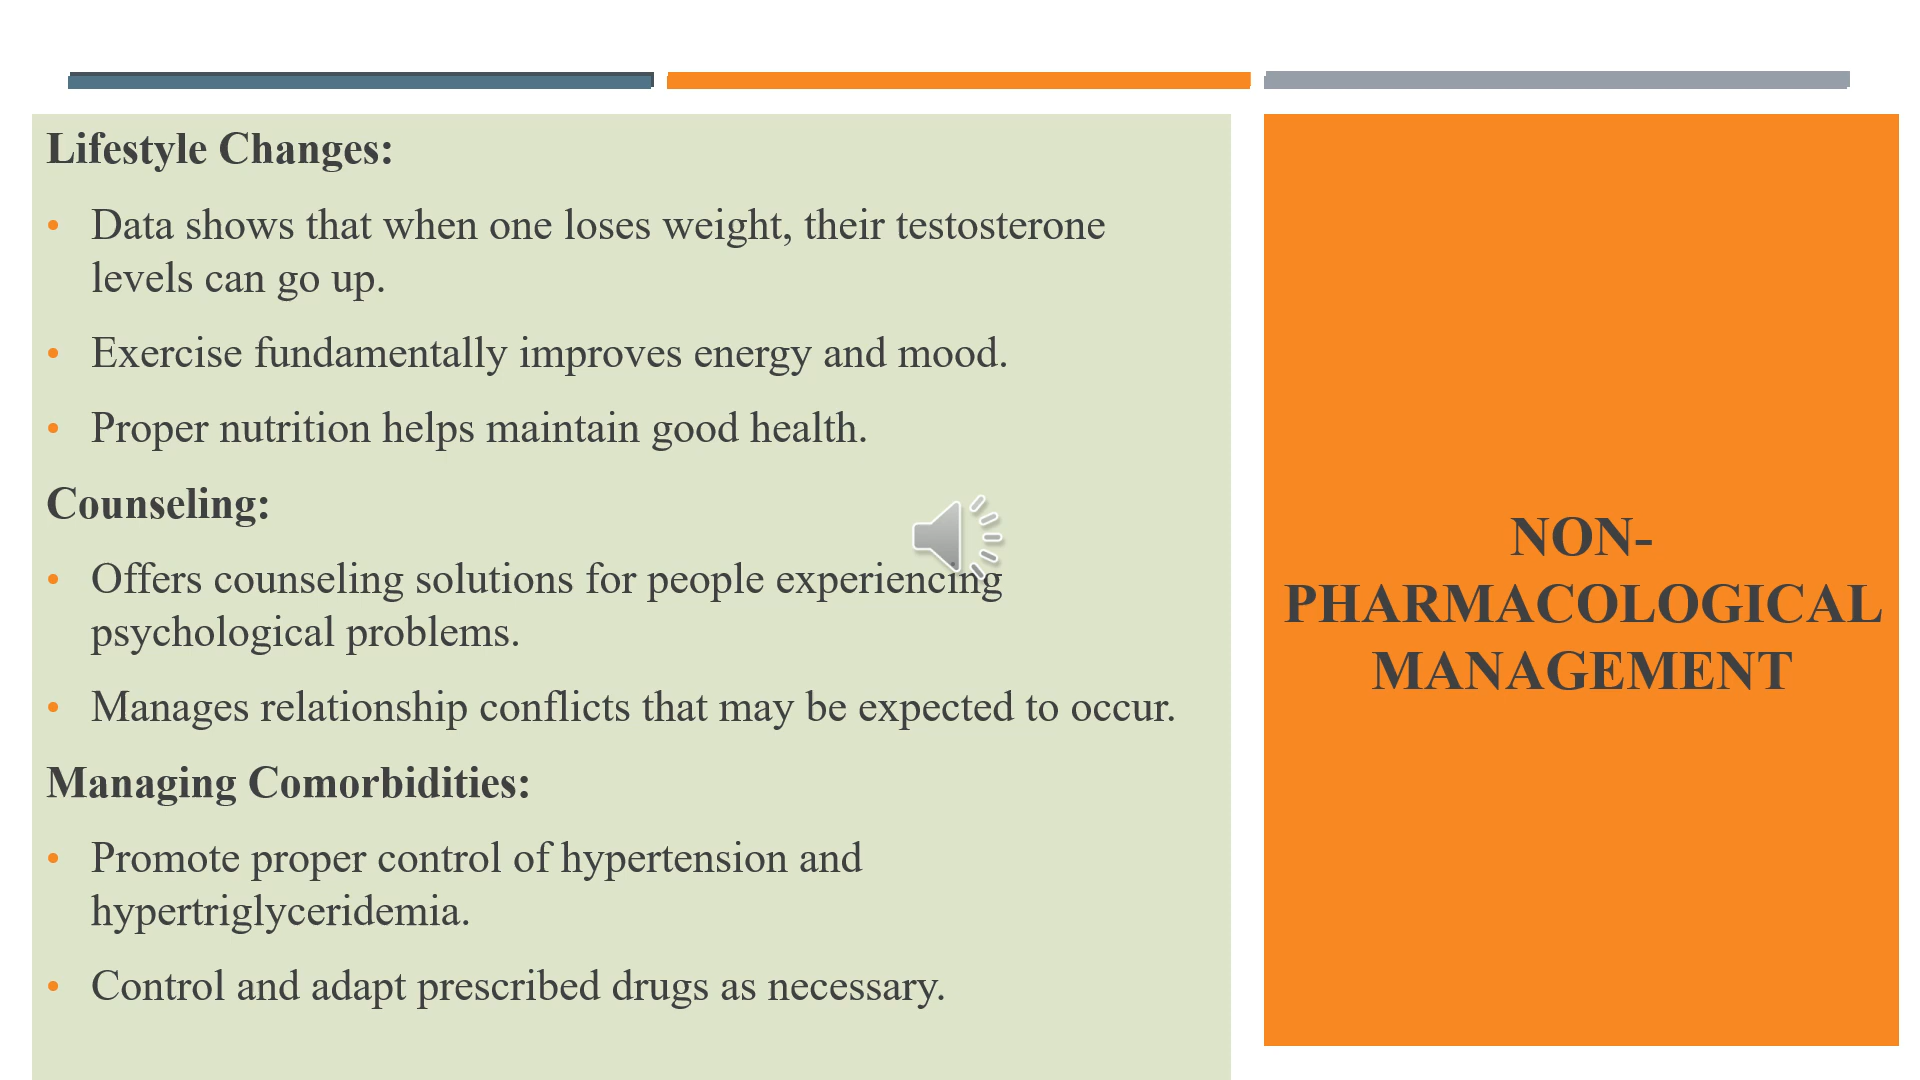 Lifestyle Changes:
• Data shows that when one loses weight, their testosterone
levels can go up.
• Exercise fundamentally improves energy and mood.
• Proper nutrition helps maintain good health.
Counseling:
• Offers counseling solutions for people experiencing
psychological problems.
• Manages relationship conflicts that may be expected to occur.
Managing Comorbidities:
• Promote proper control of hypertension and
hypertriglyceridemia.
• Control and adapt prescribed drugs as necessary.
NON-
PHARMACOLOGICAL
MANAGEMENT